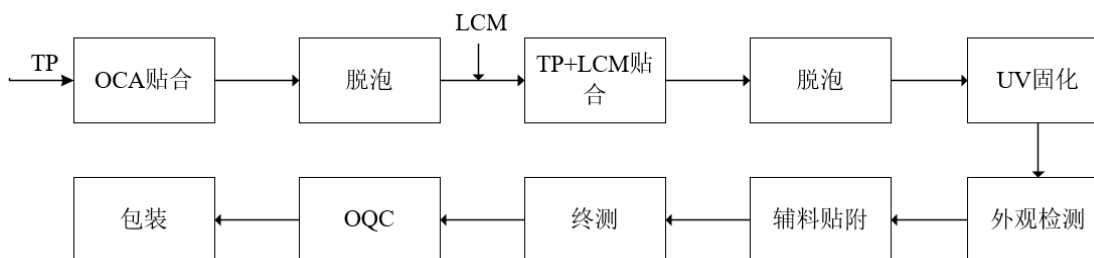 LCM
TP
OCA贴合
脱泡
TP+LCM贴
合
脱泡
UV固化
包装
OQC
终测
辅料贴附
外观检测